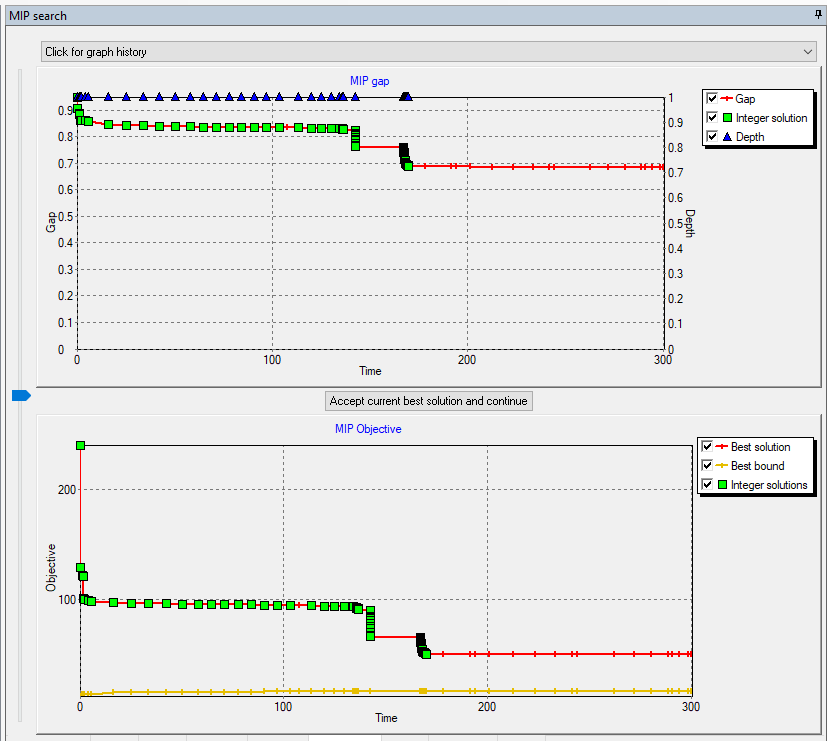 MIP search
Click for graph history
MIP gap
0.9
0.8
0.7
0.6
0.5
0.4
0.3
0.2
0.1
0
Gap
1
0.9
0.8
0.7
0.6
0.5
0.4
0.3
0.2
0.1
0
Depth
0 100 200 300
Time
Gap
Integer solution
Depth
Accept current best solution and continue
MIP Objective
200
100
Objective
0 100 200 300
Time
Best solution
Best bound
Integer solutions